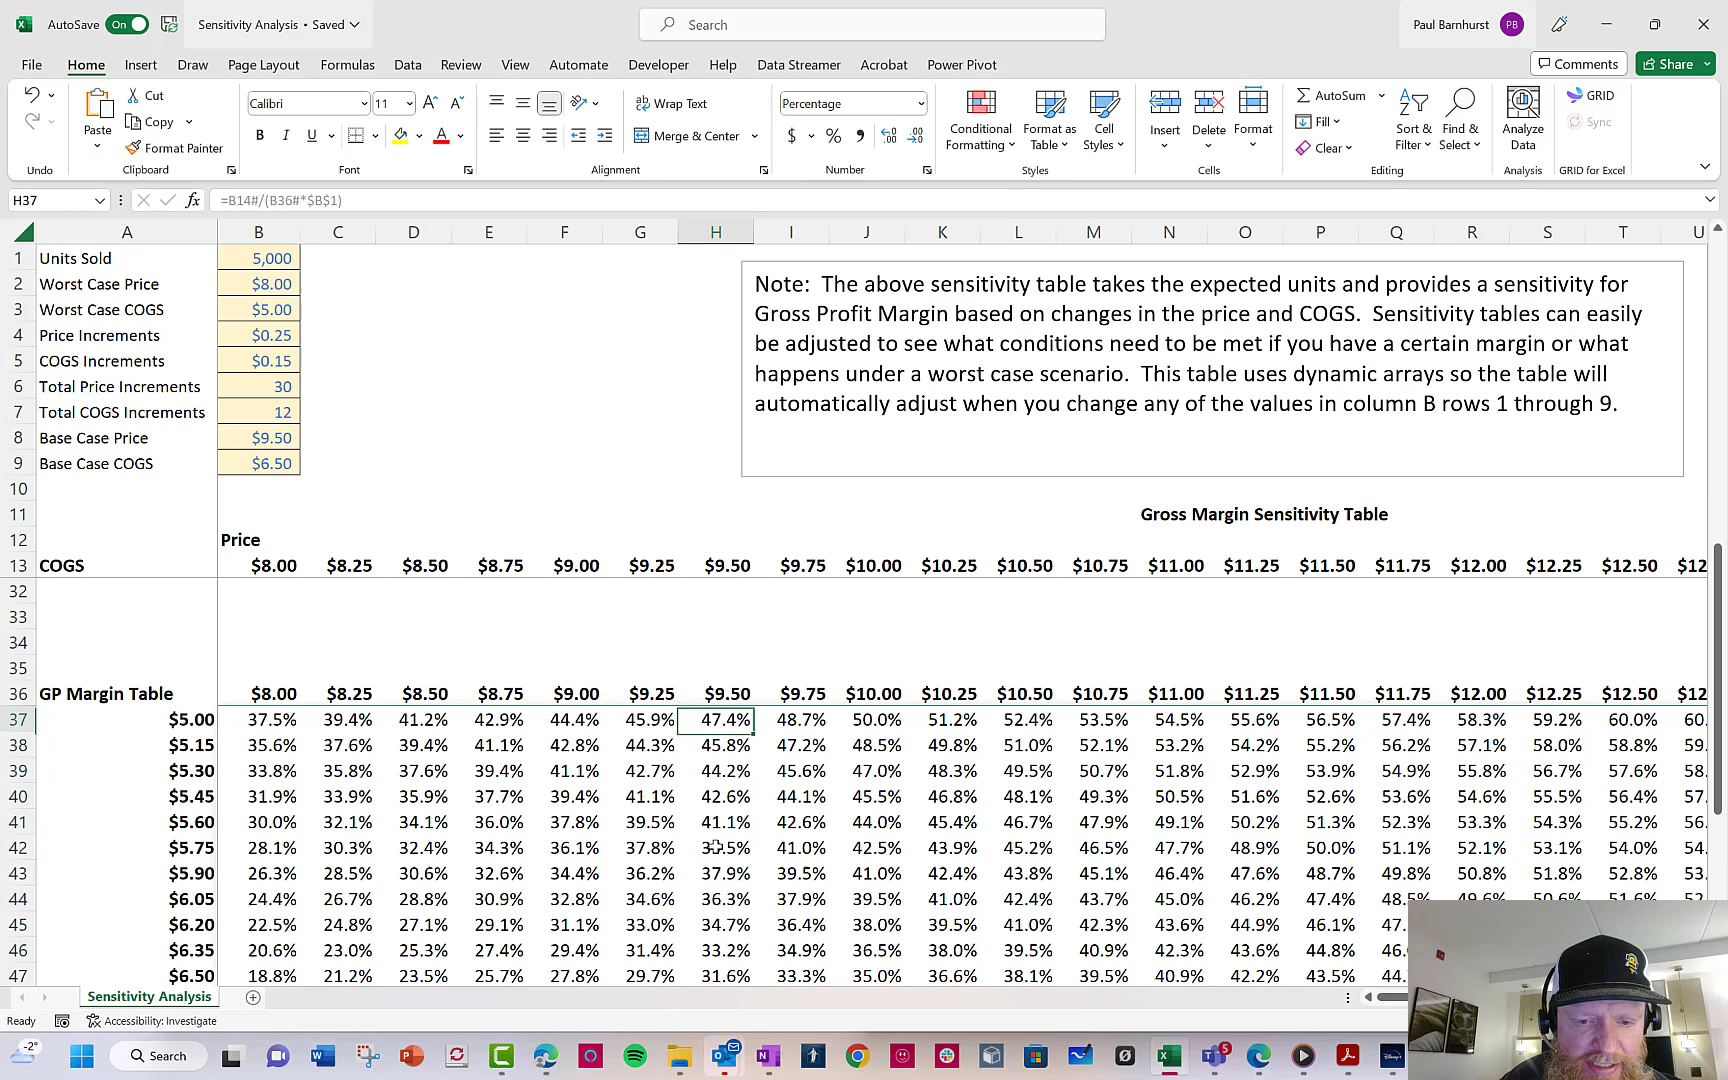 AutoSave On Sensitivity Analysis • Saved Search Paul Barnhurst PB
File Home Insert Draw Page Layout Formulas Data Review View Automate Developer Help Data Streamer Acrobat Power Pivot Comments Share
Undo
Paste Cut Copy Format Painter Clipboard
Calibri 11 B I U Font
ab Wrap Text Merge & Center Alignment
Percentage $ % Number
Conditional Formatting Format as Table Cell Styles Styles
Insert Delete Format Cells
AutoSum Fill Clear Sort & Filter Find & Select Editing
Analyze Data Analysis
GRID Sync GRID for Excel
H37 fx =B14#/(B36#*$B$1)
A B C D E F G H I J K L M N O P Q R S T U
1 Units Sold 5,000
2 Worst Case Price $8.00
3 Worst Case COGS $5.00
4 Price Increments $0.25
5 COGS Increments $0.15
6 Total Price Increments 30
7 Total COGS Increments 12
8 Base Case Price $9.50
9 Base Case COGS $6.50
Note: The above sensitivity table takes the expected units and provides a sensitivity for
Gross Profit Margin based on changes in the price and COGS. Sensitivity tables can easily
be adjusted to see what conditions need to be met if you have a certain margin or what
happens under a worst case scenario. This table uses dynamic arrays so the table will
automatically adjust when you change any of the values in column B rows 1 through 9.
10
11 Gross Margin Sensitivity Table
12 Price
13 COGS $8.00 $8.25 $8.50 $8.75 $9.00 $9.25 $9.50 $9.75 $10.00 $10.25 $10.50 $10.75 $11.00 $11.25 $11.50 $11.75 $12.00 $12.25 $12.50 $12
32
33
34
35
36 GP Margin Table $8.00 $8.25 $8.50 $8.75 $9.00 $9.25 $9.50 $9.75 $10.00 $10.25 $10.50 $10.75 $11.00 $11.25 $11.50 $11.75 $12.00 $12.25 $12.50 $12
37 $5.00 37.5% 39.4% 41.2% 42.9% 44.4% 45.9% 47.4% 48.7% 50.0% 51.2% 52.4% 53.5% 54.5% 55.6% 56.5% 57.4% 58.3% 59.2% 60.0% 60.
38 $5.15 35.6% 37.6% 39.4% 41.1% 42.8% 44.3% 45.8% 47.2% 48.5% 49.8% 51.0% 52.1% 53.2% 54.2% 55.2% 56.2% 57.1% 58.0% 58.8% 59.
39 $5.30 33.8% 35.8% 37.6% 39.4% 41.1% 42.7% 44.2% 45.6% 47.0% 48.3% 49.5% 50.7% 51.8% 52.9% 53.9% 54.9% 55.8% 56.7% 57.6% 58.
40 $5.45 31.9% 33.9% 35.9% 37.7% 39.4% 41.1% 42.6% 44.1% 45.5% 46.8% 48.1% 49.3% 50.5% 51.6% 52.6% 53.6% 54.6% 55.5% 56.4% 57.
41 $5.60 30.0% 32.1% 34.1% 36.0% 37.8% 39.5% 41.1% 42.6% 44.0% 45.4% 46.7% 47.9% 49.1% 50.2% 51.3% 52.3% 53.3% 54.3% 55.2% 56.
42 $5.75 28.1% 30.3% 32.4% 34.3% 36.1% 37.8% 41.0% 42.5% 43.9% 45.2% 46.5% 47.7% 48.9% 50.0% 51.1% 52.1% 53.1% 54.0% 54.
43 $5.90 26.3% 28.5% 30.6% 32.6% 34.4% 36.2% 37.9% 39.5% 41.0% 42.4% 43.8% 45.1% 46.4% 47.6% 48.7% 49.8% 50.8% 51.8% 52.8% 53.
44 $6.05 24.4% 26.7% 28.8% 30.9% 32.8% 34.6% 36.3% 37.9% 39.5% 41.0% 42.4% 43.7% 45.0% 46.2% 47.4% 48.5%
45 $6.20 22.5% 24.8% 27.1% 29.1% 31.1% 33.0% 34.7% 36.4% 38.0% 39.5% 41.0% 42.3% 43.6% 44.9% 46.1% 47.
46 $6.35 20.6% 23.0% 25.3% 27.4% 29.4% 31.4% 33.2% 34.9% 36.5% 38.0% 39.5% 40.9% 42.3% 43.6% 44.8% 46.
47 $6.50 18.8% 21.2% 23.5% 25.7% 27.8% 29.7% 31.6% 33.3% 35.0% 36.6% 38.1% 39.5% 40.9% 42.2% 43.5% 44.
Sensitivity Analysis
Ready Accessibility: Investigate
-2° Search 5